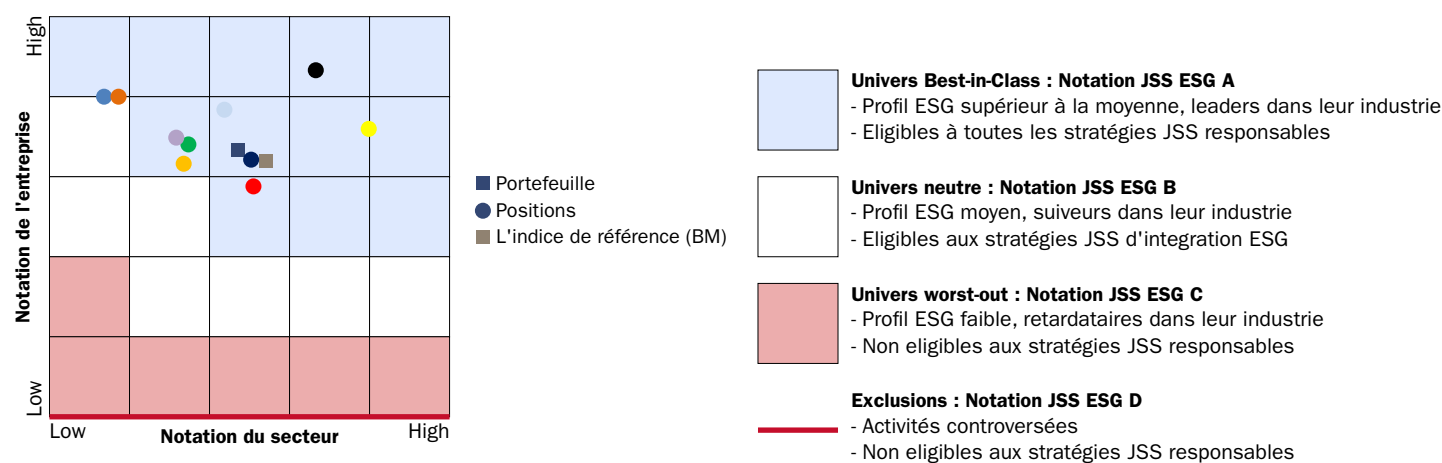 High
Notation de l'entreprise
Low
Low
Notation du secteur
High
Portefeuille
Positions
L'indice de référence (BM)
Univers Best-in-Class : Notation JSS ESG A
- Profil ESG supérieur à la moyenne, leaders dans leur industrie
- Eligibles à toutes les stratégies JSS responsables
Univers neutre : Notation JSS ESG B
- Profil ESG moyen, suiveurs dans leur industrie
- Eligibles aux stratégies JSS d'integration ESG
Univers worst-out : Notation JSS ESG C
- Profil ESG faible, retardataires dans leur industrie
- Non eligibles aux stratégies JSS responsables
Exclusions : Notation JSS ESG D
- Activités controversées
- Non eligibles aux stratégies JSS responsables